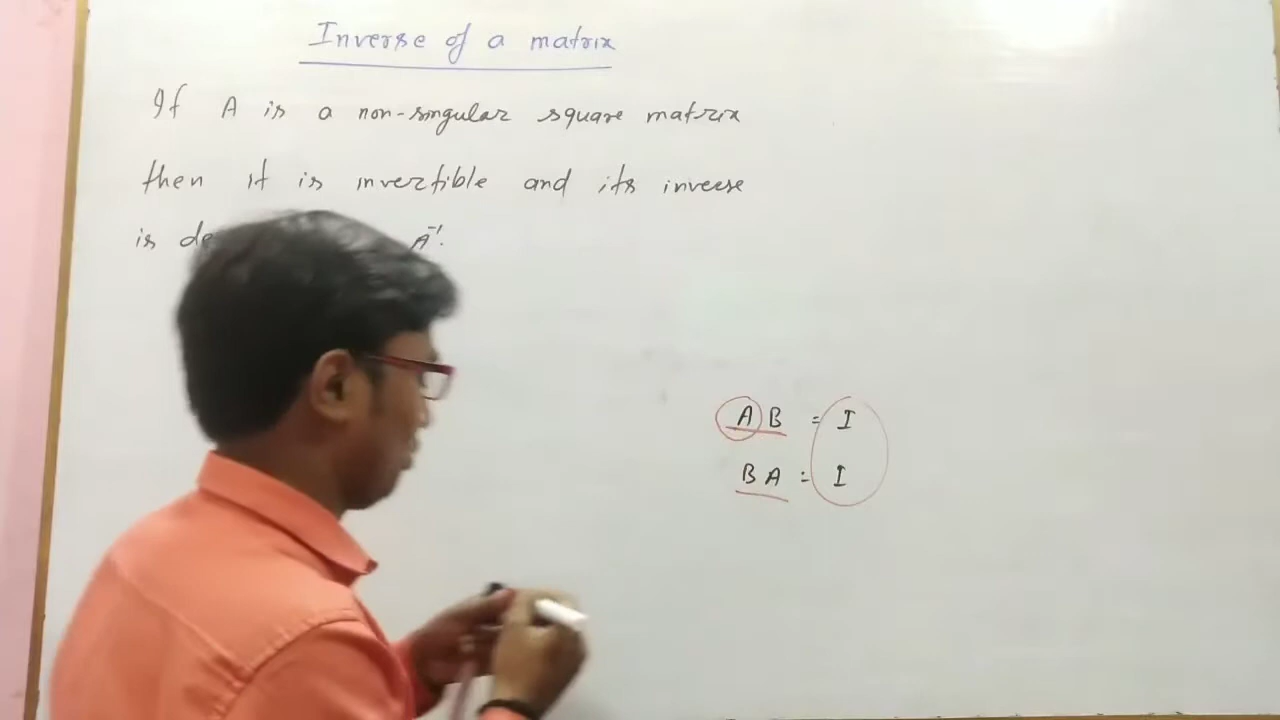 Inverse of a matrix
If A is a non-singular square matrix
then it is invertible and its inverse
is de A⁻¹.
AB = I
BA = I